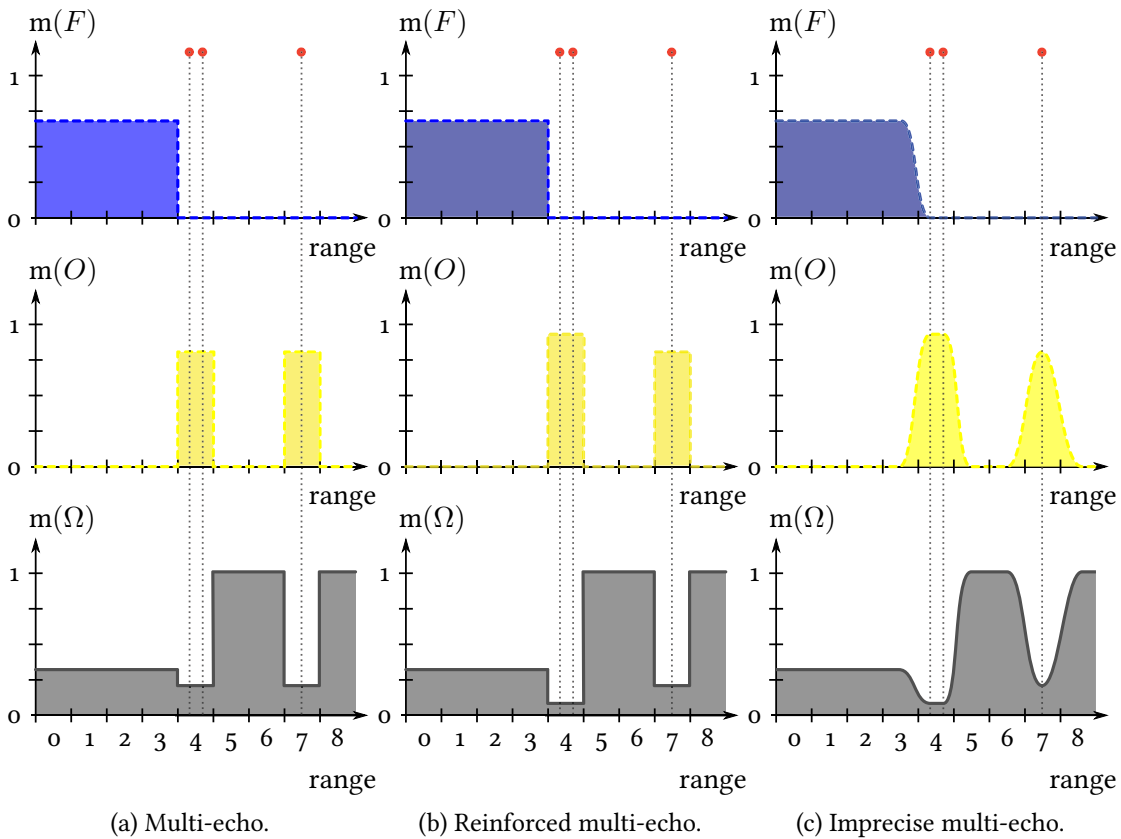 m(F) m(F) m(F)
1 1 1
0 0 0
range range range
m(O) m(O) m(O)
1 1 1
0 0 0
range range range
m(Ω) m(Ω) m(Ω)
1 1 1
0 0 0
0 1 2 3 4 5 6 7 8 0 1 2 3 4 5 6 7 8 0 1 2 3 4 5 6 7 8
range range range
(a) Multi-echo. (b) Reinforced multi-echo. (c) Imprecise multi-echo.